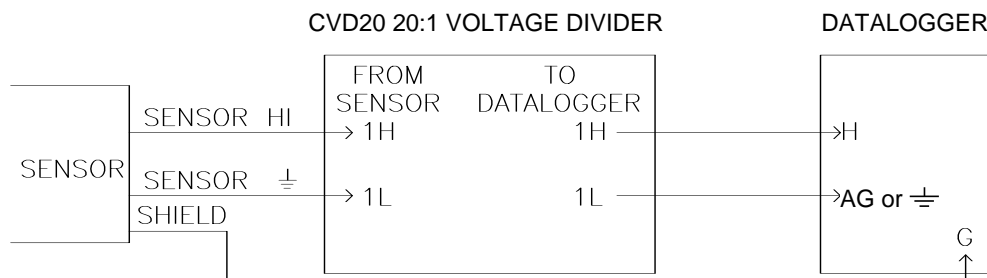 CVD20 20:1 VOLTAGE DIVIDER DATALOGGER
FROM TO
SENSOR DATALOGGER
SENSOR HI 1H 1H H
SENSOR
SENSOR ⏚ 1L 1L AG or ⏚
SHIELD
G